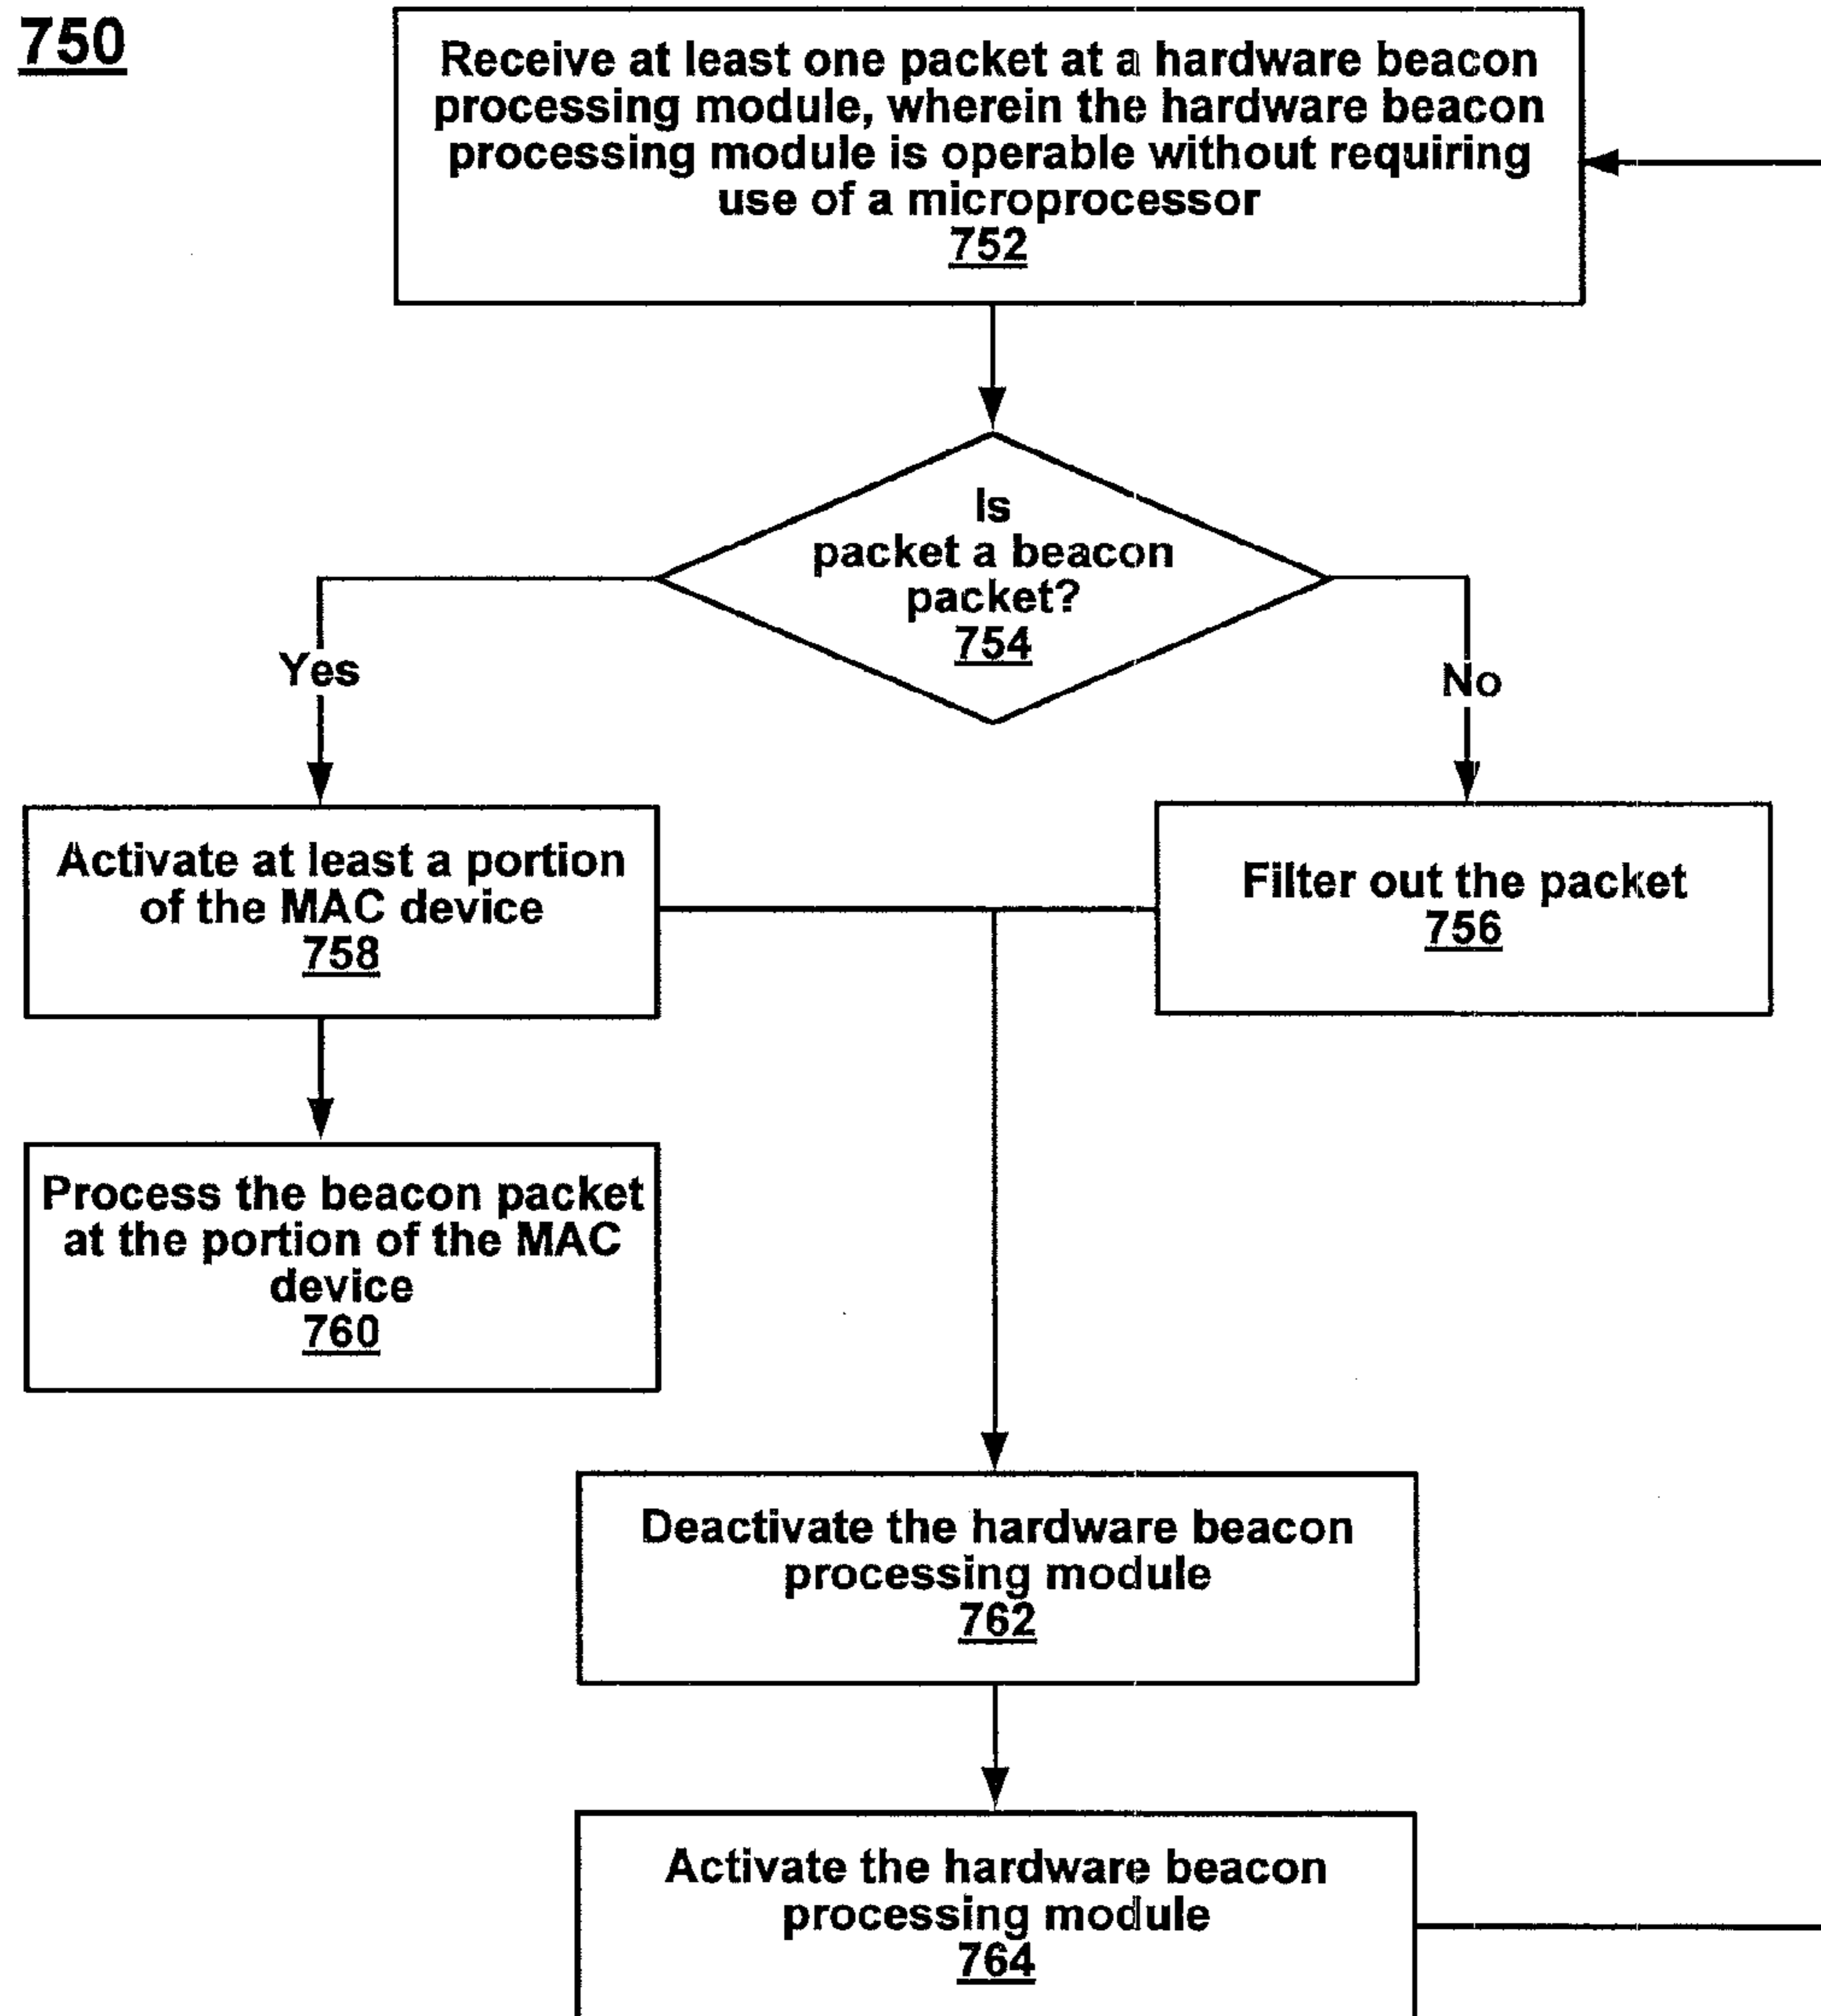 750
Receive at least one packet at a hardware beacon
processing module, wherein the hardware beacon
processing module is operable without requiring
use of a microprocessor
752
Is
packet a beacon
packet?
754
Yes
No
Activate at least a portion
of the MAC device
758
Filter out the packet
756
Process the beacon packet
at the portion of the MAC
device
760
Deactivate the hardware beacon
processing module
762
Activate the hardware beacon
processing module
764